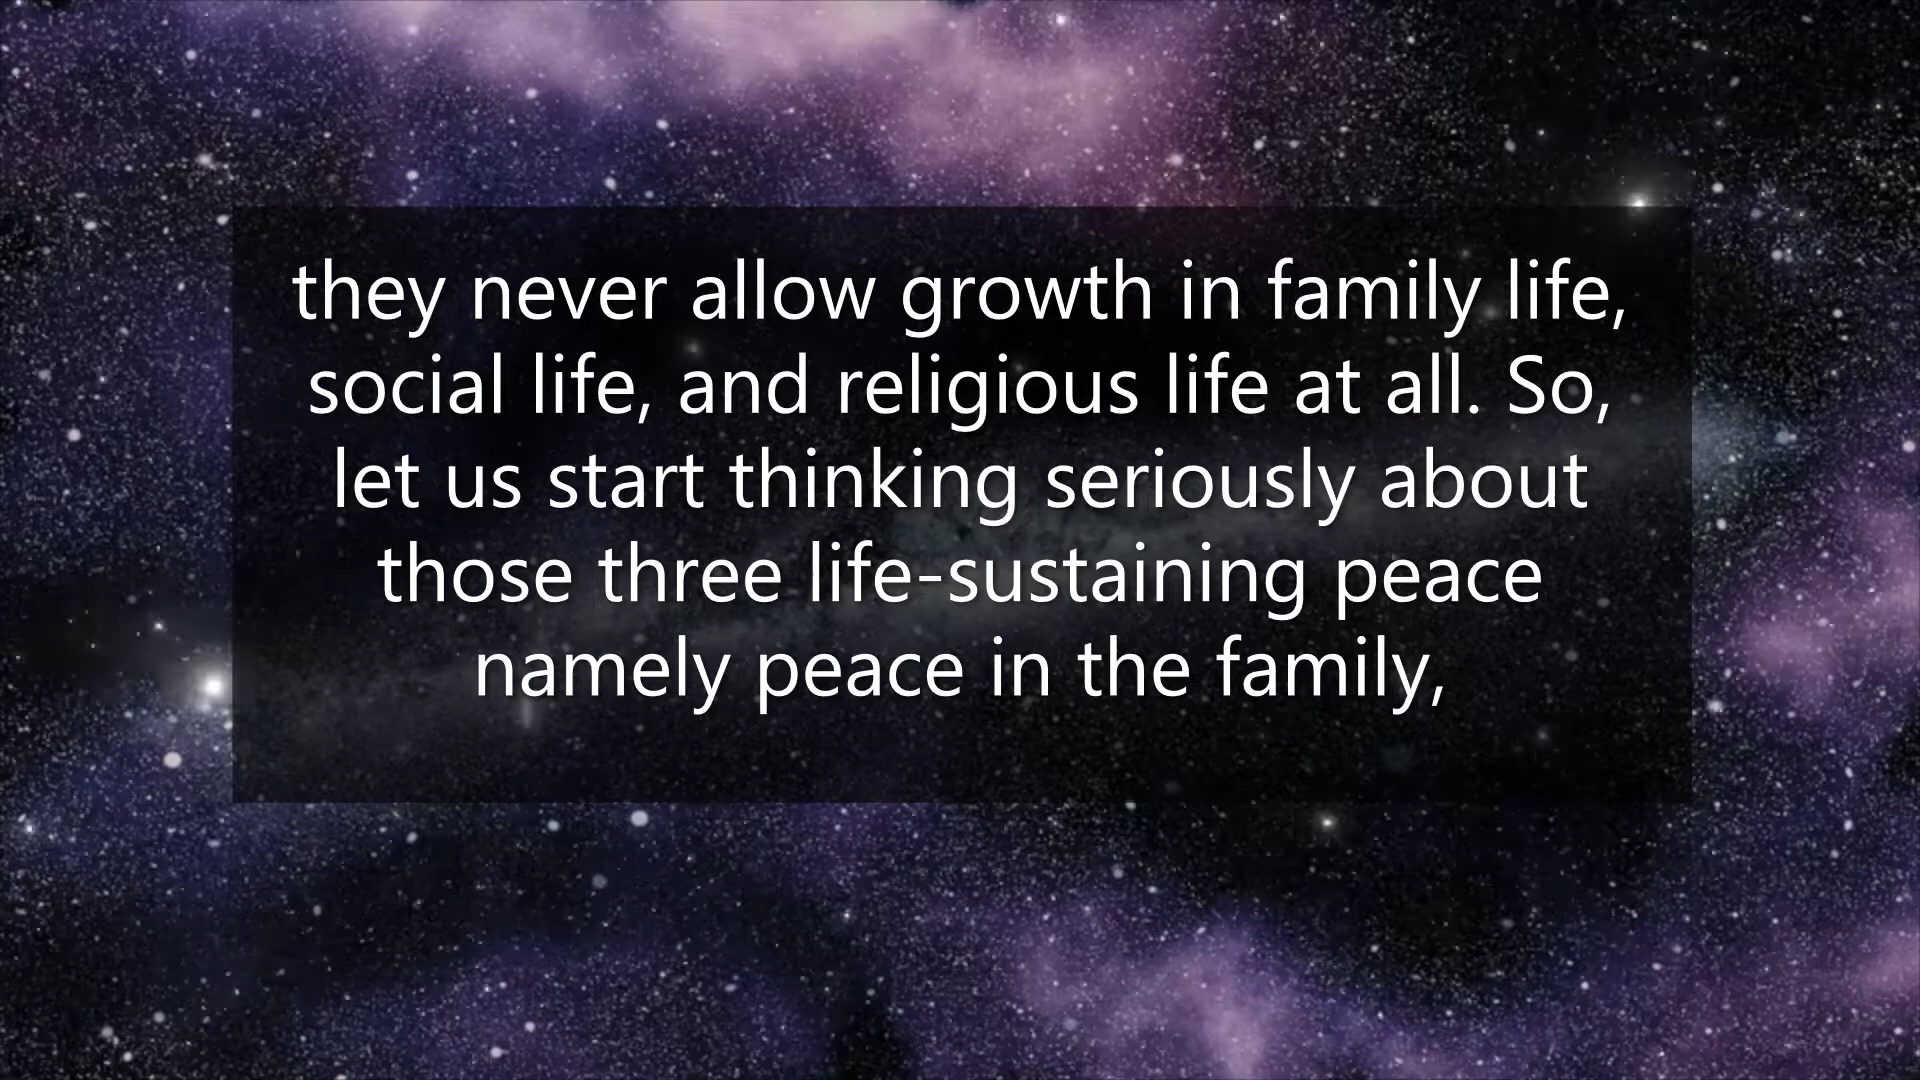 they never allow growth in family life,
social life, and religious life at all. So,
let us start thinking seriously about
those three life-sustaining peace
namely peace in the family,